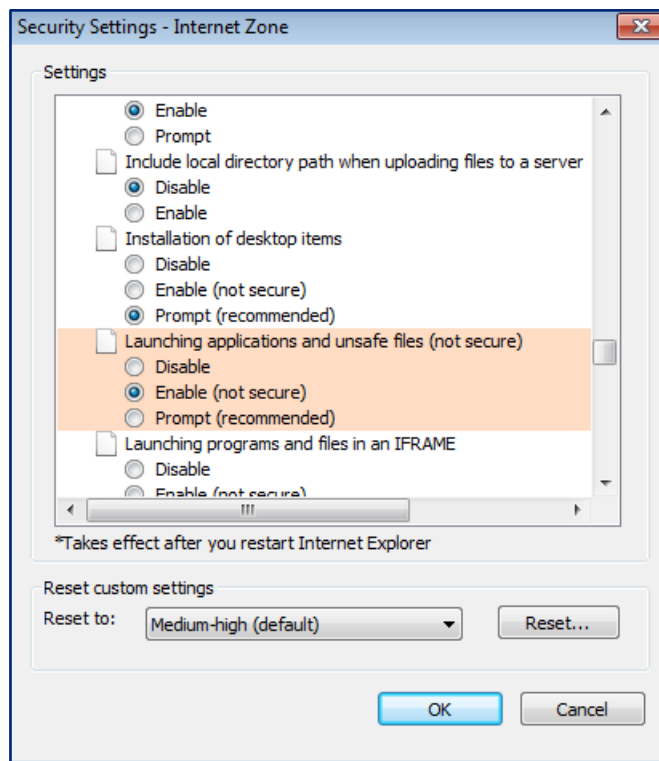 Security Settings - Internet Zone
Settings
Enable
Prompt
Include local directory path when uploading files to a server
Disable
Enable
Installation of desktop items
Disable
Enable (not secure)
Prompt (recommended)
Launching applications and unsafe files (not secure)
Disable
Enable (not secure)
Prompt (recommended)
Launching programs and files in an IFRAME
Disable
Enable (not secure)
*Takes effect after you restart Internet Explorer
Reset custom settings
Reset to: Medium-high (default) Reset...
OK Cancel